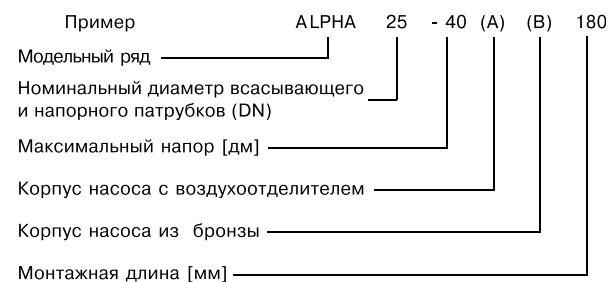 Пример ALPHA 25 - 40 (A) (B) 180
Модельный ряд
Номинальный диаметр всасывающего
и напорного патрубков (DN)
Максимальный напор [дм]
Корпус насоса с воздухоотделителем
Корпус насоса из бронзы
Монтажная длина [мм]